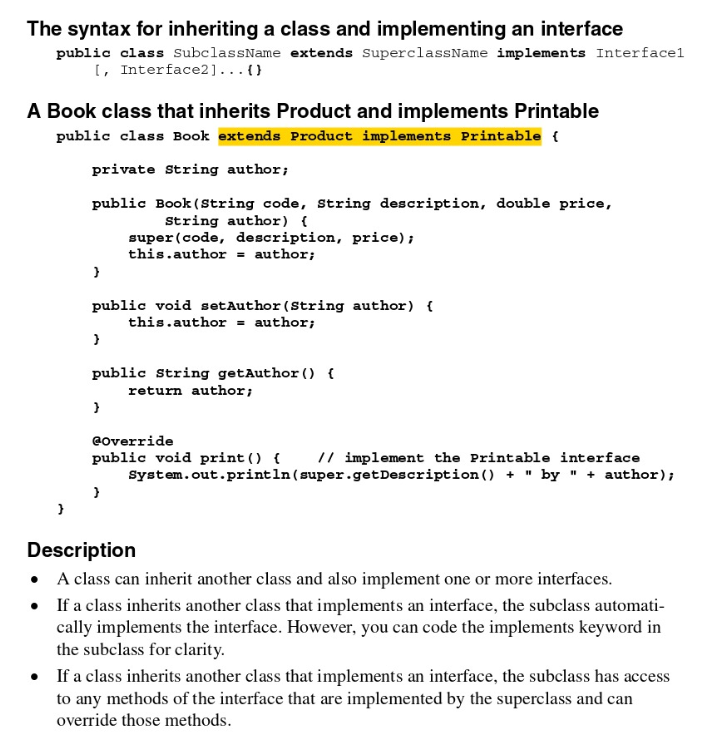 The syntax for inheriting a class and implementing an interface
public class SubclassName extends SuperclassName implements Interface1
[, Interface2]...{}
A Book class that inherits Product and implements Printable
public class Book extends Product implements Printable {
private String author;
public Book(String code, String description, double price,
String author) {
super(code, description, price);
this.author = author;
}
public void setAuthor(String author) {
this.author = author;
}
public String getAuthor() {
return author;
}
@Override
public void print() {    // implement the Printable interface
System.out.println(super.getDescription() + " by " + author);
}
}
Description
• A class can inherit another class and also implement one or more interfaces.
• If a class inherits another class that implements an interface, the subclass automati-
cally implements the interface. However, you can code the implements keyword in
the subclass for clarity.
• If a class inherits another class that implements an interface, the subclass has access
to any methods of the interface that are implemented by the superclass and can
override those methods.